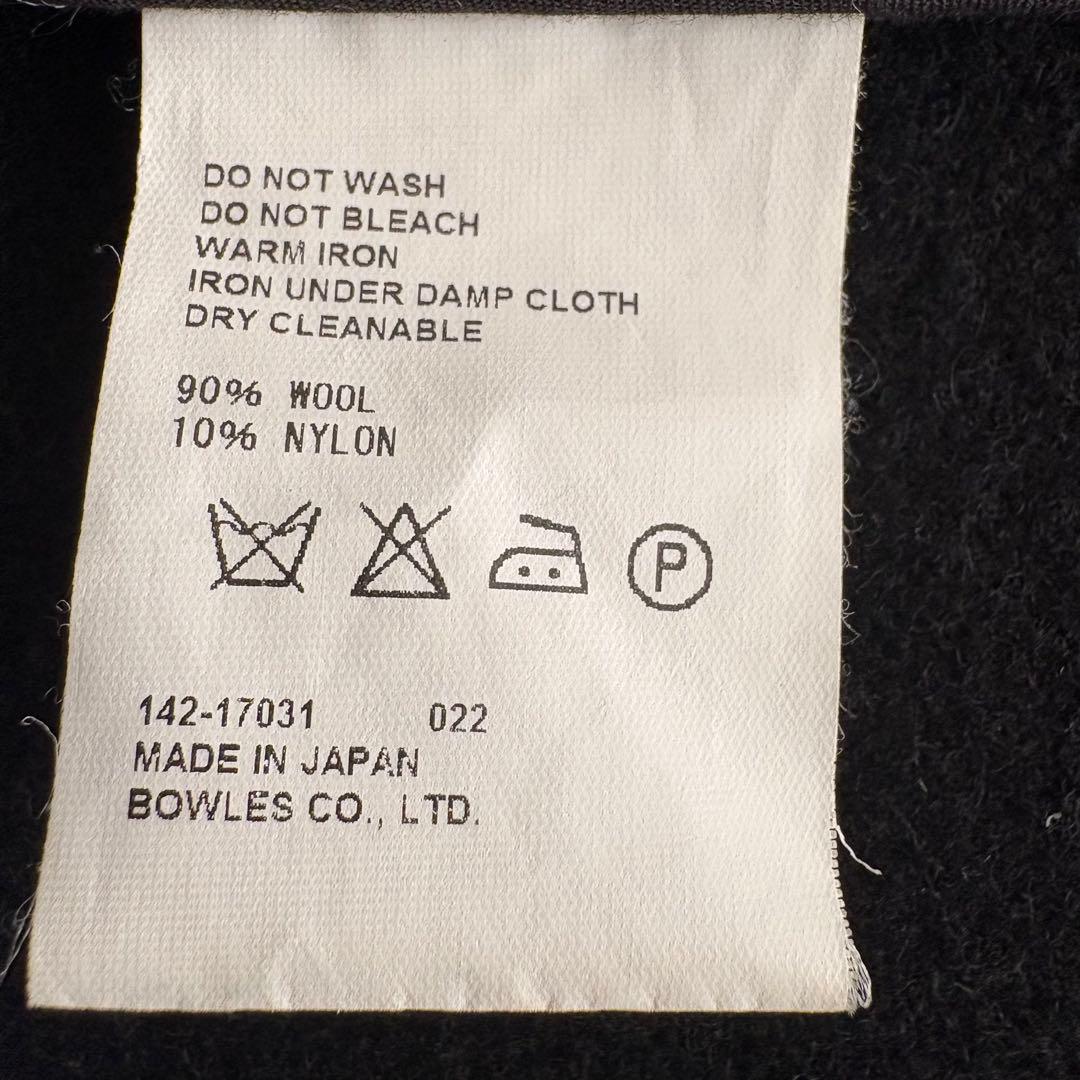 DO NOT WASH
DO NOT BLEACH
WARM IRON
IRON UNDER DAMP CLOTH
DRY CLEANABLE
90% WOOL
10% NYLON
P
142-17031 022
MADE IN JAPAN
BOWLES CO., LTD.